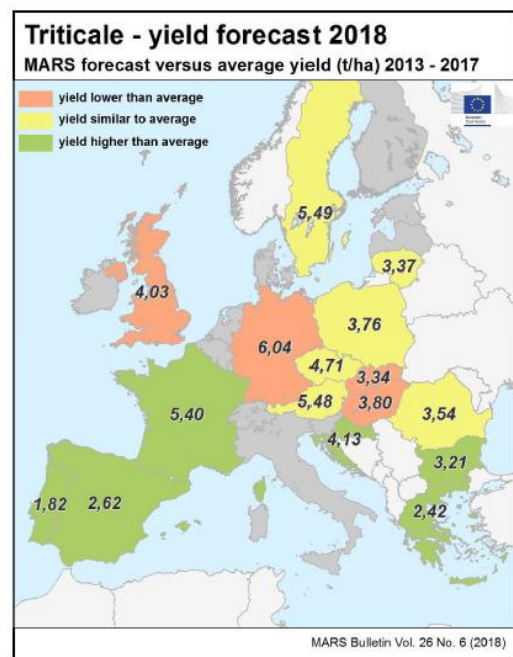 Triticale - yield forecast 2018
MARS forecast versus average yield (t/ha) 2013 - 2017
yield lower than average
yield similar to average
yield higher than average
European
Commission
5,49
3,37
4,03
3,76
6,04
4,71
3,34
5,48
3,80
3,54
5,40
4,13
3,21
1,82
2,62
2,42
MARS Bulletin Vol. 26 No. 6 (2018)